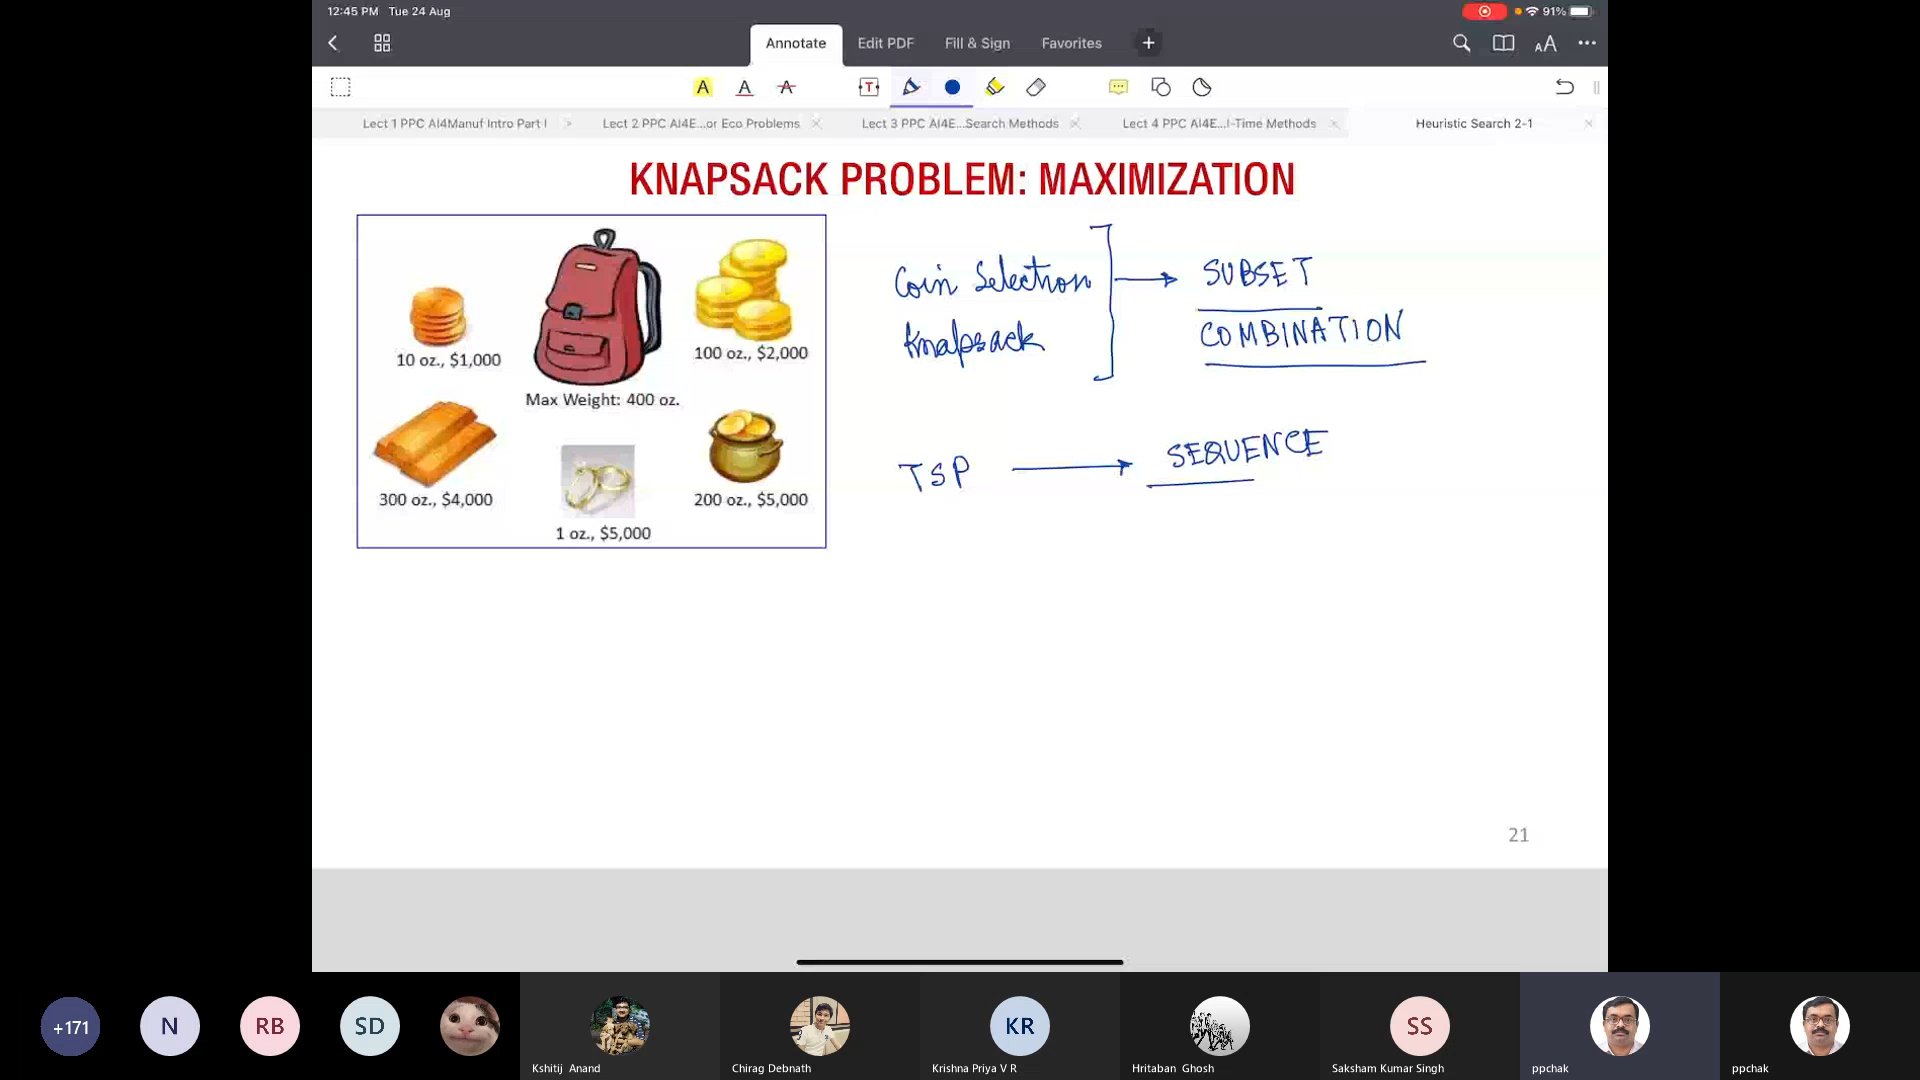 12:45 PM Tue 24 Aug
91%
Annotate Edit PDF Fill & Sign Favorites
Lect 1 PPC AI4Manuf Intro Part I
Lect 2 PPC AI4E...or Eco Problems
Lect 3 PPC AI4E...Search Methods
Lect 4 PPC AI4E...l-Time Methods
Heuristic Search 2-1
KNAPSACK PROBLEM: MAXIMIZATION
10 oz., $1,000
100 oz., $2,000
Max Weight: 400 oz.
300 oz., $4,000
200 oz., $5,000
1 oz., $5,000
Coin Selection
Knapsack
SUBSET
COMBINATION
TSP
SEQUENCE
21
+171
N
RB
SD
KR
SS
Kshitij Anand
Chirag Debnath
Krishna Priya V R
Hritaban Ghosh
Saksham Kumar Singh
ppchak
ppchak